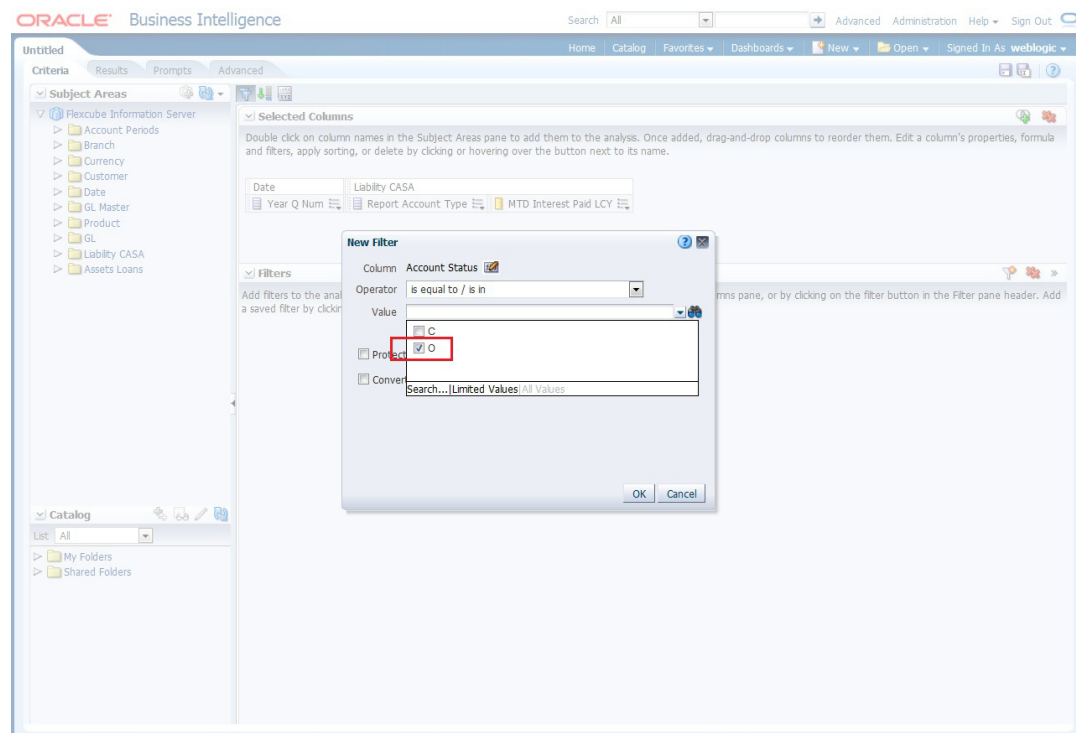 ORACLE Business Intelligence
Search All Advanced Administration Help Sign Out
Untitled
Home Catalog Favorites Dashboards New Open Signed In As weblogic
Criteria Results Prompts Advanced
Subject Areas
Flexcube Information Server
Account Periods
Branch
Currency
Customer
Date
GL Master
Product
GL
Liability CASA
Assets Loans
Selected Columns
Double click on column names in the Subject Areas pane to add them to the analysis. Once added, drag-and-drop columns to reorder them. Edit a column's properties, formula
and filters, apply sorting, or delete by clicking or hovering over the button next to its name.
Date Liability CASA
Year Q Num Report Account Type MTD Interest Paid LCY
Filters
Add filters to the anal
mns pane, or by clicking on the filter button in the Filter pane header. Add
a saved filter by clickin
New Filter
Column Account Status
Operator is equal to / is in
Value
C
O
Protect
Conver
Search...|Limited Values|All Values
OK Cancel
Catalog
List All
My Folders
Shared Folders